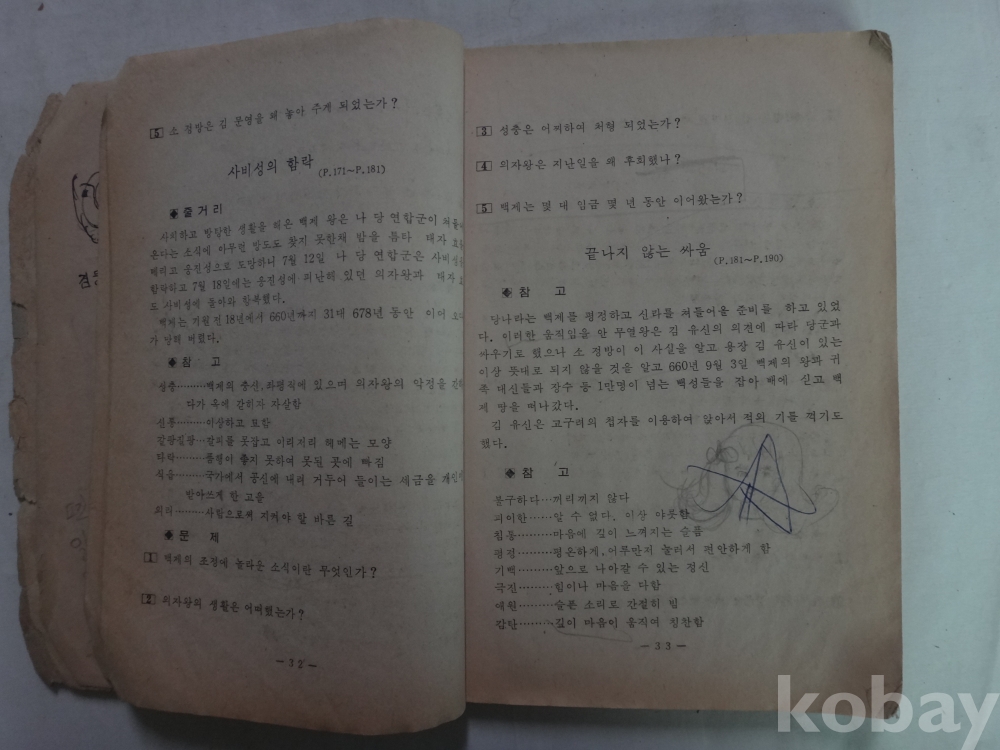 5 소 정방은 김 문영을 왜 놓아 주게 되었는가?
사비성의 함락 (P.171~P.181)
◆줄거리
사비하고 방탕한 생활을 하은 백제 왕은 나 당 연합군이 쳐들어
온다는 소식에 아무런 방도도 찾지 못한채 밤을 틈타 태자 효를
데리고 웅진성으로 도망하니 7월 12일 나 당 연합군은 사비성을
함락하고 7월 18일에는 웅진성에 피난해 있던 의자왕과 태자
도 사비성에 돌아와 항복했다.
백제는 기원전 18년에서 660년까지 31대 678년 동안 이어
가 망해 버렸다.
◆참 고
성충………백제의 충신, 좌평직에 있으며 의자왕의 악정을 간하
다가 옥에 갇히자 자살함
신통………이상하고 묘함
갈팡질팡…갈피를 못잡고 이리저리 헤메는 모양
타락………품행이 좋지 못하여 못된 곳에 빠짐
식읍………국가에서 공신에 내려 거두어 들이는 세금을 개인
받아쓰게 한 고을
의리………사람으로써 지켜야 할 바른 길
◆문 제
1 백제의 조정에 놀라운 소식이란 무엇인가?
2 의자왕의 생활은 어떠했는가?
－32－
3 성충은 어찌하여 처형 되었는가?
4 의자왕은 지난일을 왜 후회했나?
5 백제는 몇 대 임금 몇 년 동안 이어왔는가?
끝나지 않는 싸움 (P.181~P.190)
◆참 고
당나라는 백제를 평정하고 신라를 쳐들어올 준비를 하고 있었
다. 이러한 움직임을 안 무열왕은 김 유신의 의견에 따라 당군과
싸우기로 했으나 소 정방이 이 사실을 알고 용장 김 유신이 있는
이상 뜻대로 되지 않을 것을 알고 660년 9월 3일 백제의 왕과 귀
족 대신들과 장수 등 1만명이 넘는 백성들을 잡아 배에 싣고 백
제 땅을 떠나갔다.
김 유신은 고구려의 첩자를 이용하여 앉아서 적의 기를 꺾기도
했다.
◆참 고
불구하다…꺼리끼지 않다
괴이한……알 수 없다. 이상 야릇함
침통………마음에 깊이 느껴지는 슬픔
평정………평온하게, 어루만져 눌러서 편안하게 함
기백………앞으로 나아갈 수 있는 정신
극진………힘이나 마음을 다함
애원………슬픈 소리로 간절히 빔
감탄………깊이 마음이 움직여 칭찬함
－33－
kobay